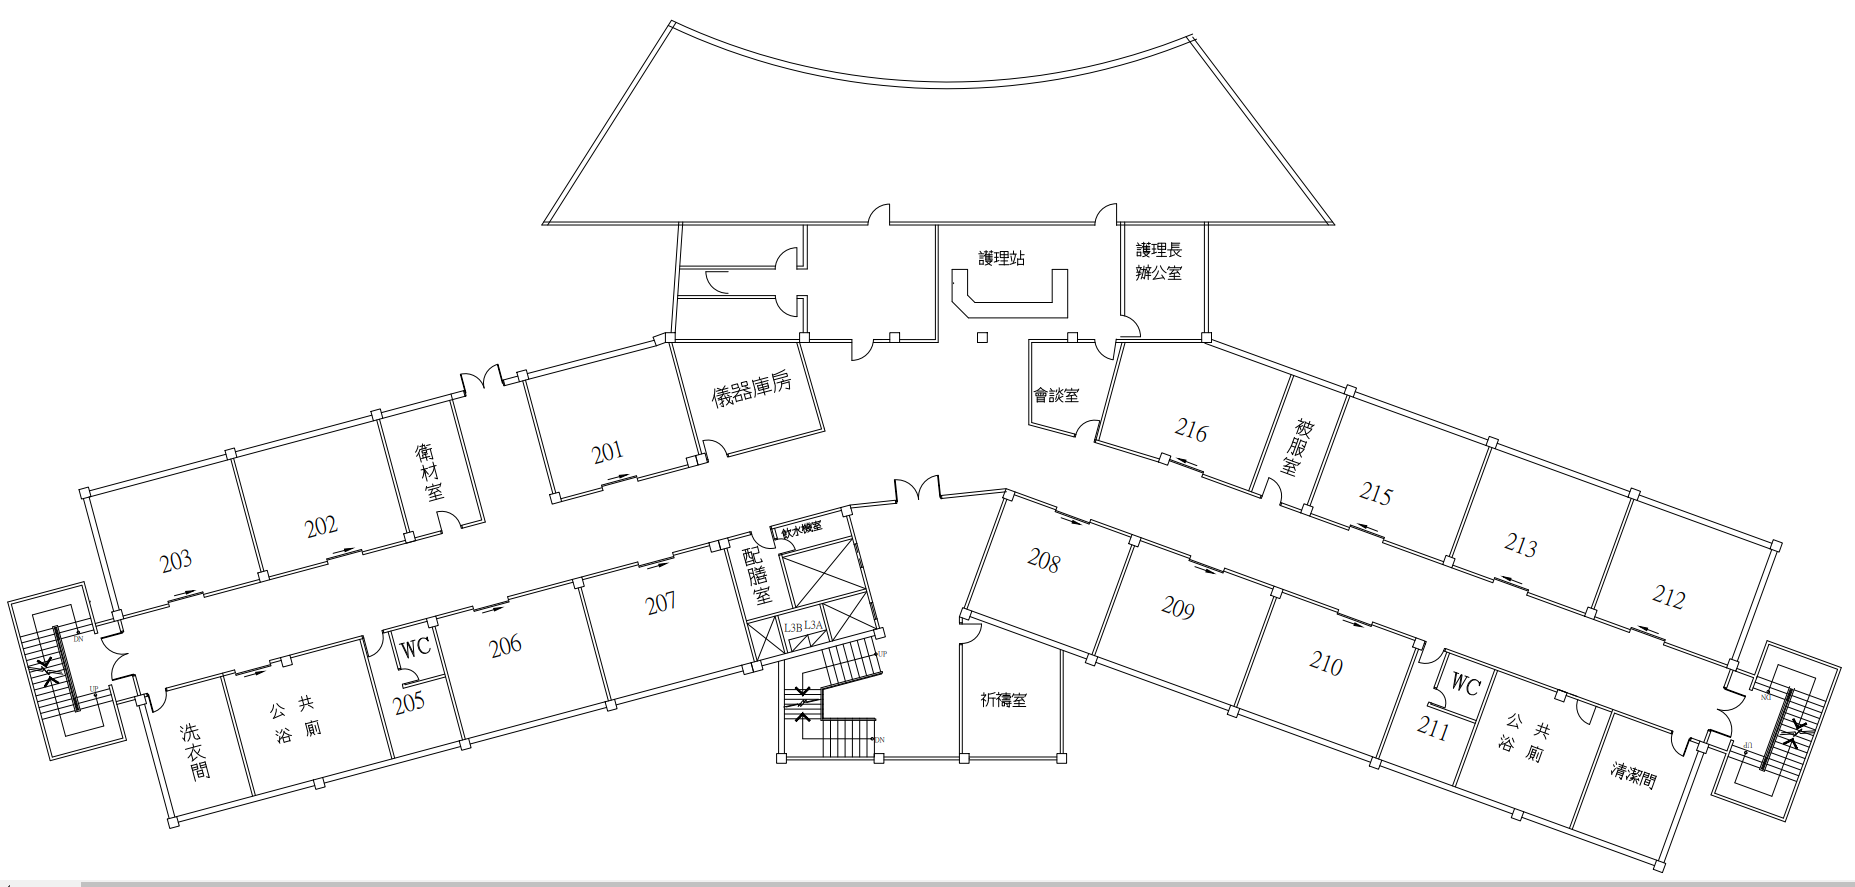 護理站
護理長
辦公室
儀器庫房
會談室
201
衛材室
202
203
216
被服室
215
213
212
飲水機室
配膳室
207
206
WC
205
公共
浴廁
洗衣間
L3B
L3A
UP
DN
DN
UP
208
209
210
祈禱室
WC
211
公共
浴廁
清潔間
DN
UP